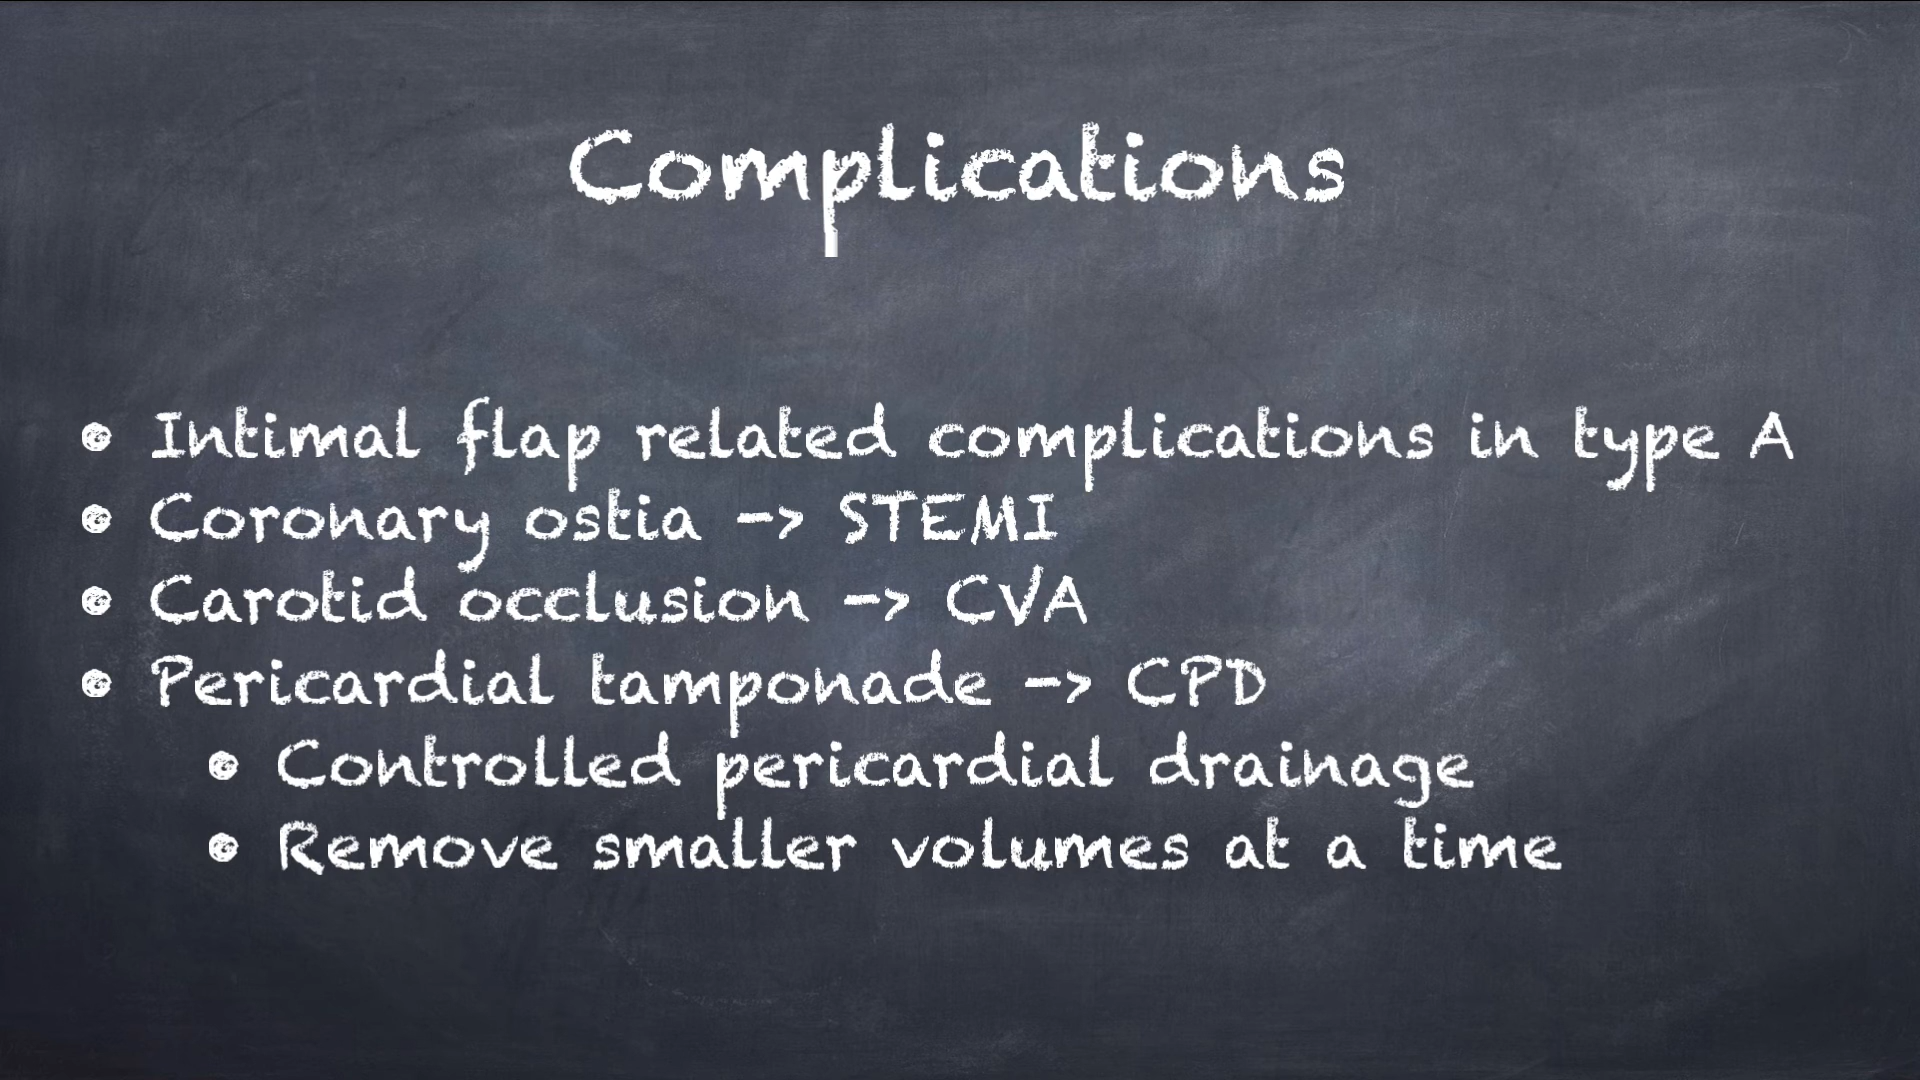 Complications
• Intimal flap related complications in type A
• Coronary ostia -> STEMI
• Carotid occlusion -> CVA
• Pericardial tamponade -> CPD
• Controlled pericardial drainage
• Remove smaller volumes at a time